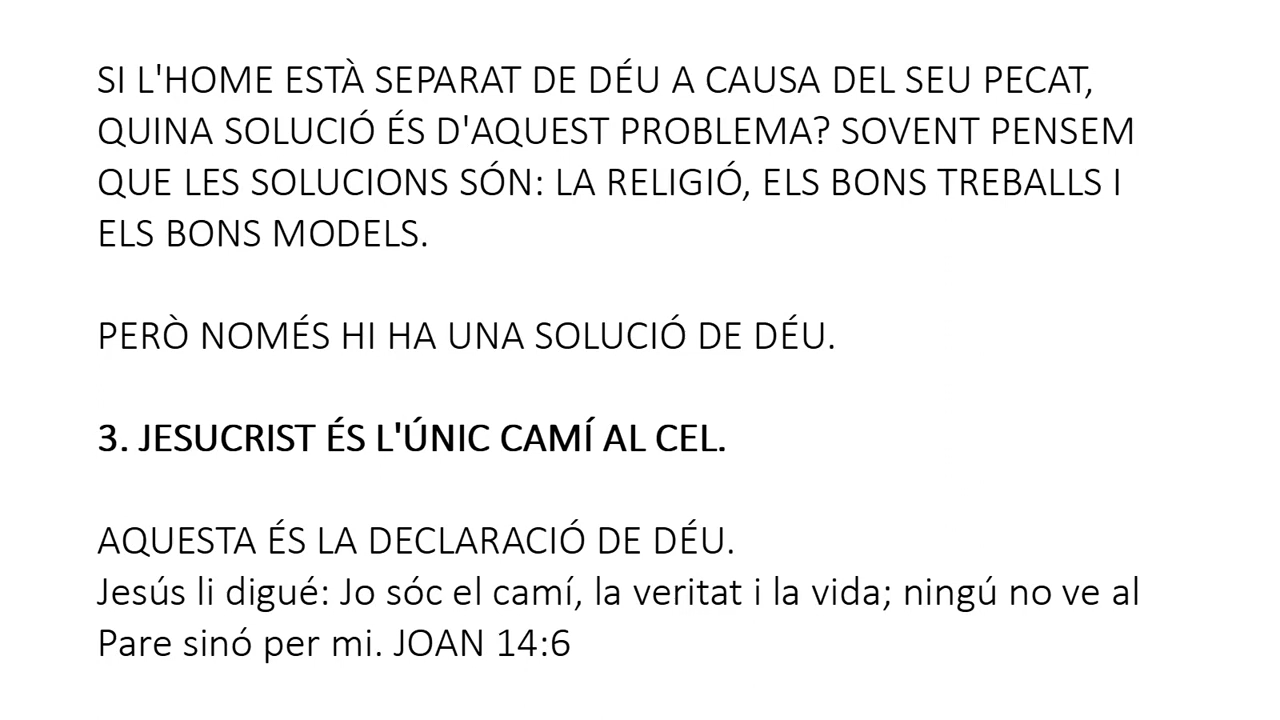 SI L'HOME ESTÀ SEPARAT DE DÉU A CAUSA DEL SEU PECAT,
QUINA SOLUCIÓ ÉS D'AQUEST PROBLEMA? SOVENT PENSEM
QUE LES SOLUCIONS SÓN: LA RELIGIÓ, ELS BONS TREBALLS I
ELS BONS MODELS.
PERÒ NOMÉS HI HA UNA SOLUCIÓ DE DÉU.
3. JESUCRIST ÉS L'ÚNIC CAMÍ AL CEL.
AQUESTA ÉS LA DECLARACIÓ DE DÉU.
Jesús li digué: Jo sóc el camí, la veritat i la vida; ningú no ve al
Pare sinó per mi. JOAN 14:6